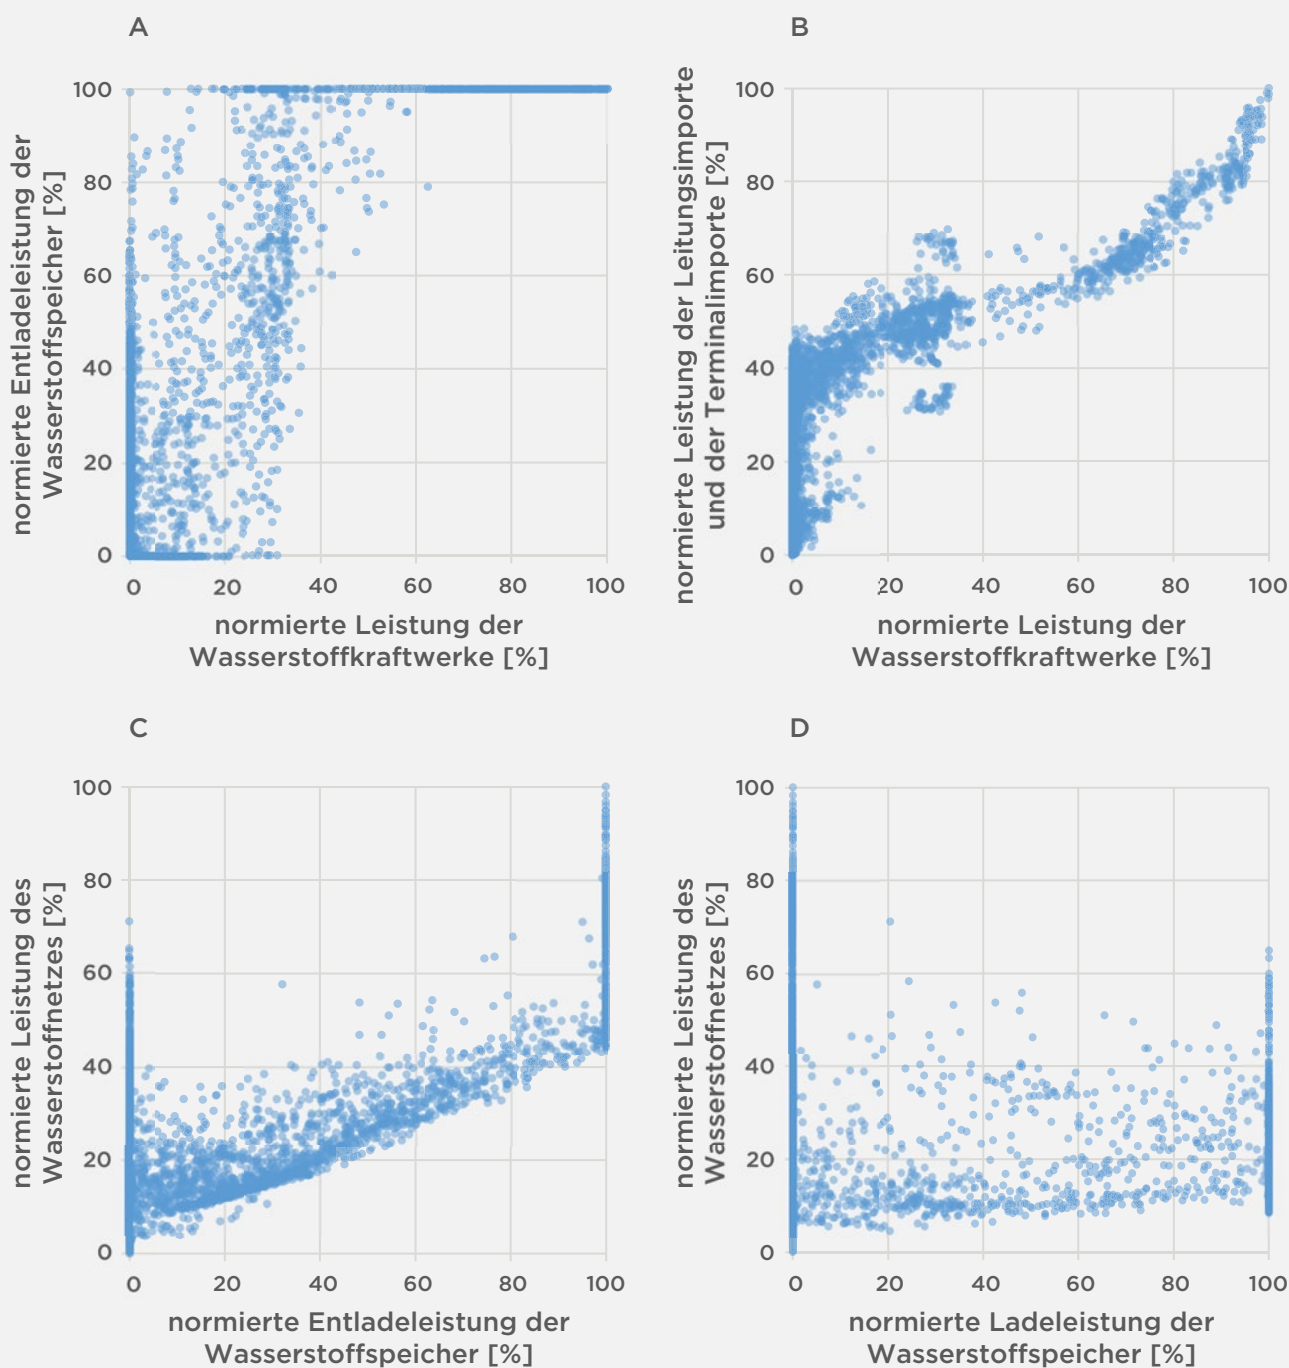 A
normierte Entladeleistung der
Wasserstoffspeicher [%]
100
80
60
40
20
0
0 20 40 60 80 100
normierte Leistung der
Wasserstoffkraftwerke [%]
B
normierte Leistung der Leitungsimporte
und der Terminalimporte [%]
100
80
60
40
20
0
0 20 40 60 80 100
normierte Leistung der
Wasserstoffkraftwerke [%]
C
normierte Leistung des
Wasserstoffnetzes [%]
100
80
60
40
20
0
0 20 40 60 80 100
normierte Entladeleistung der
Wasserstoffspeicher [%]
D
normierte Leistung des
Wasserstoffnetzes [%]
100
80
60
40
20
0
0 20 40 60 80 100
normierte Ladeleistung der
Wasserstoffspeicher [%]